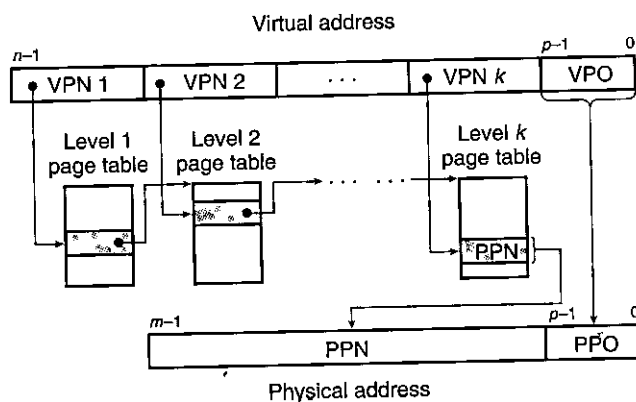 Virtual address
n–1 p–1 0
VPN 1 VPN 2 · · · VPN k VPO
Level 1 page table
Level 2 page table
Level k page table
· · · · · ·
PPN
m–1 p–1 0
PPN PPO
Physical address